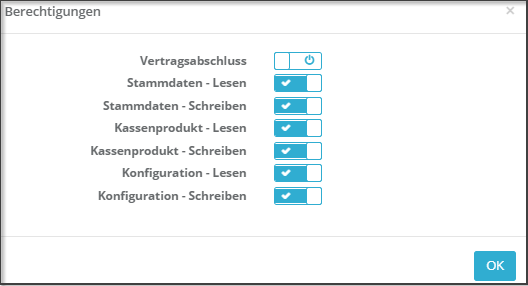 Berechtigungen ×
Vertragsabschluss
Stammdaten - Lesen
Stammdaten - Schreiben
Kassenprodukt - Lesen
Kassenprodukt - Schreiben
Konfiguration - Lesen
Konfiguration - Schreiben
OK